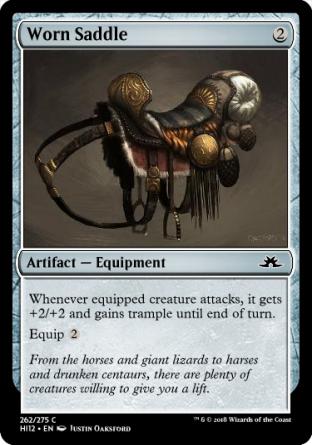 Worn Saddle 2
Artifact — Equipment
Whenever equipped creature attacks, it gets
+2/+2 and gains trample until end of turn.
Equip 2
From the horses and giant lizards to harses
and drunken centaurs, there are plenty of
creatures willing to give you a lift.
262/275 C
HI12 • EN Justin Oaksford
™ & © 2018 Wizards of the Coast